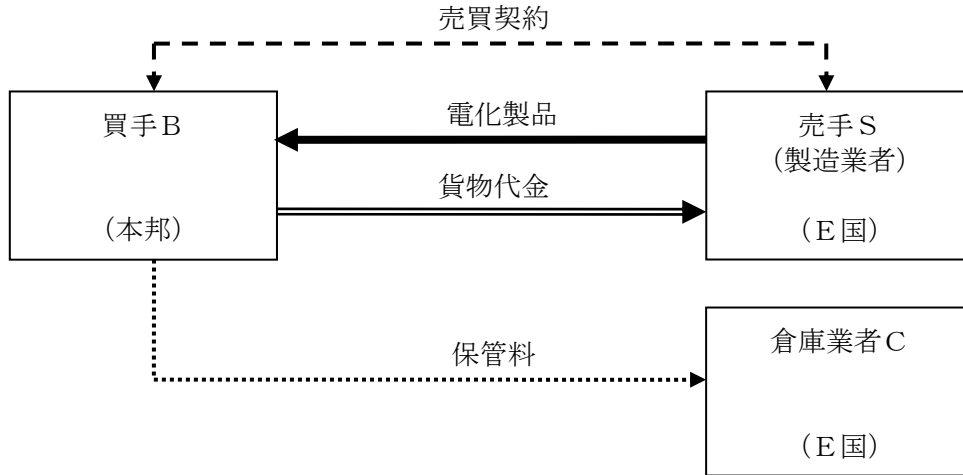 売買契約
買手Ｂ
（本邦）
電化製品
貨物代金
売手Ｓ
（製造業者）
（Ｅ国）
保管料
倉庫業者Ｃ
（Ｅ国）